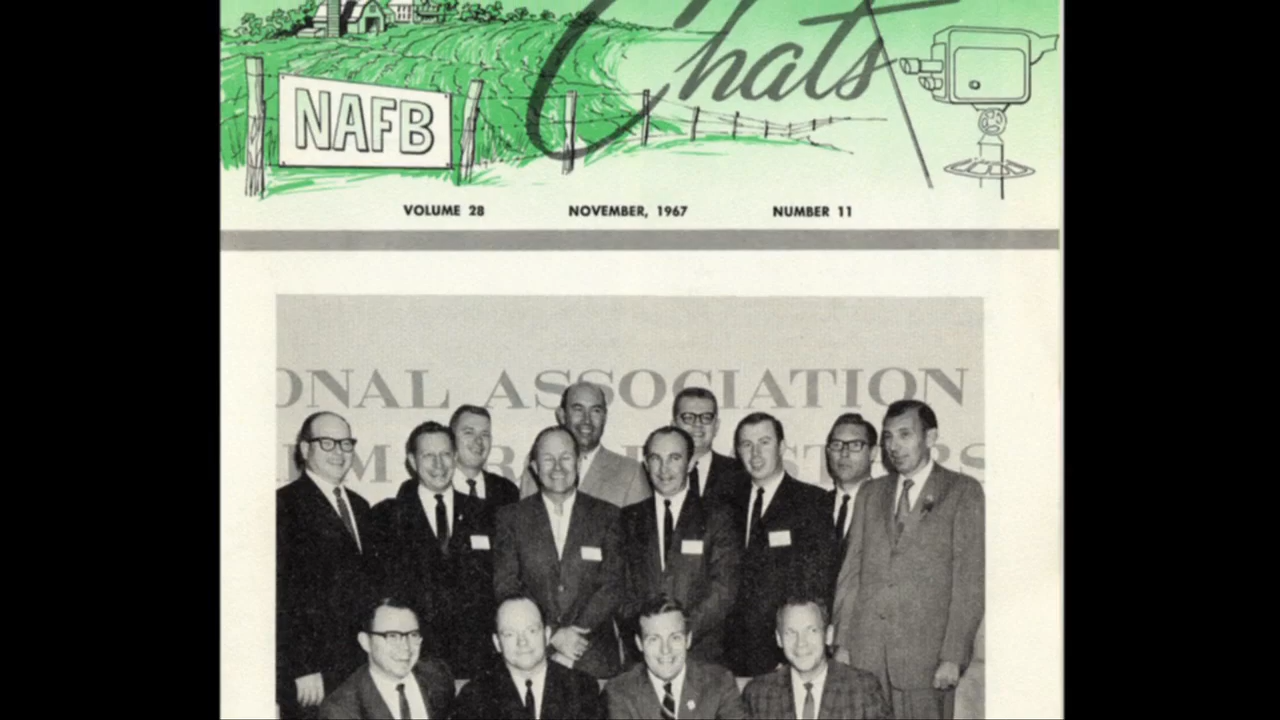 Chats
NAFB
VOLUME 28 NOVEMBER, 1967 NUMBER 11
ONAL ASSOCIATION